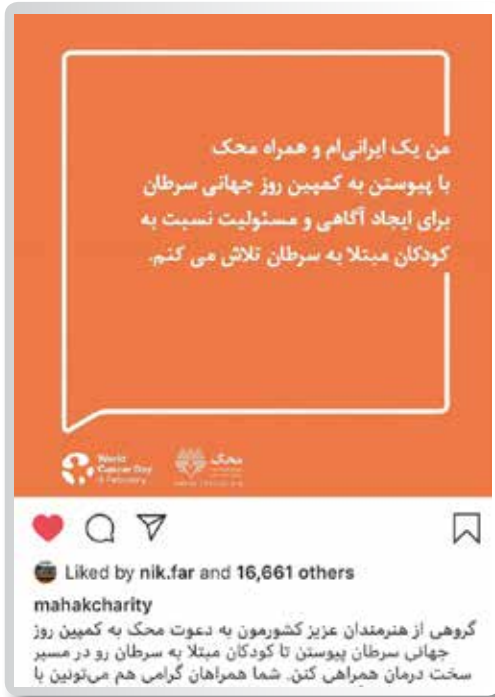 من یک ایرانی‌ام و همراه محک
با پیوستن به کمپین روز جهانی سرطان
برای ایجاد آگاهی و مسئولیت نسبت به
کودکان مبتلا به سرطان تلاش می کنم.
World
Cancer Day
4 February
محک
Liked by nik.far and 16,661 others
mahakcharity
گروهی از هنرمندان عزیز کشورمون به دعوت محک به کمپین روز
جهانی سرطان پیوستن تا کودکان مبتلا به سرطان رو در مسیر
سخت درمان همراهی کنن. شما همراهان گرامی هم می‌تونین با